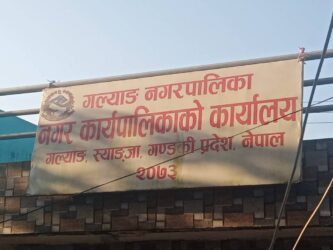 गल्याङ नगरपालिका
नगर कार्यपालिकाको कार्यालय
गल्याङ, स्याङ्जा, गण्डकी प्रदेश, नेपाल
२०७३